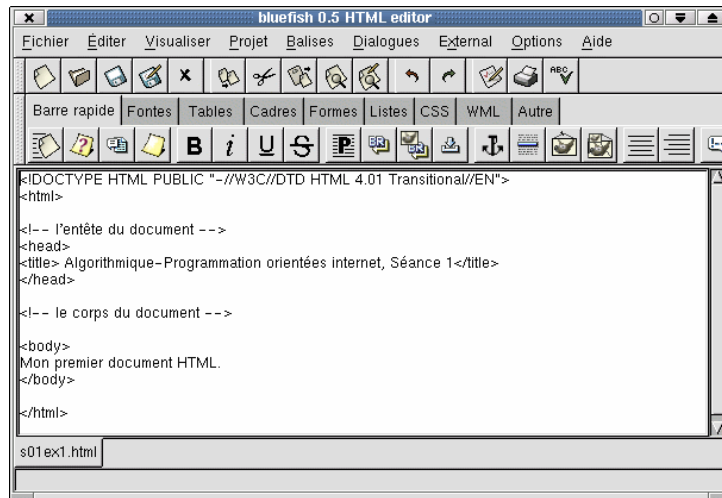 bluefish 0.5 HTML editor
Fichier Éditer Visualiser Projet Balises Dialogues External Options Aide
ABC
Barre rapide Fontes Tables Cadres Formes Listes CSS WML Autre
B i U S P BR BR
<!DOCTYPE HTML PUBLIC "-//W3C//DTD HTML 4.01 Transitional//EN">
<html>
<!-- l'entête du document -->
<head>
<title> Algorithmique-Programmation orientées internet, Séance 1</title>
</head>
<!-- le corps du document -->
<body>
Mon premier document HTML.
</body>
</html>
s01ex1.html